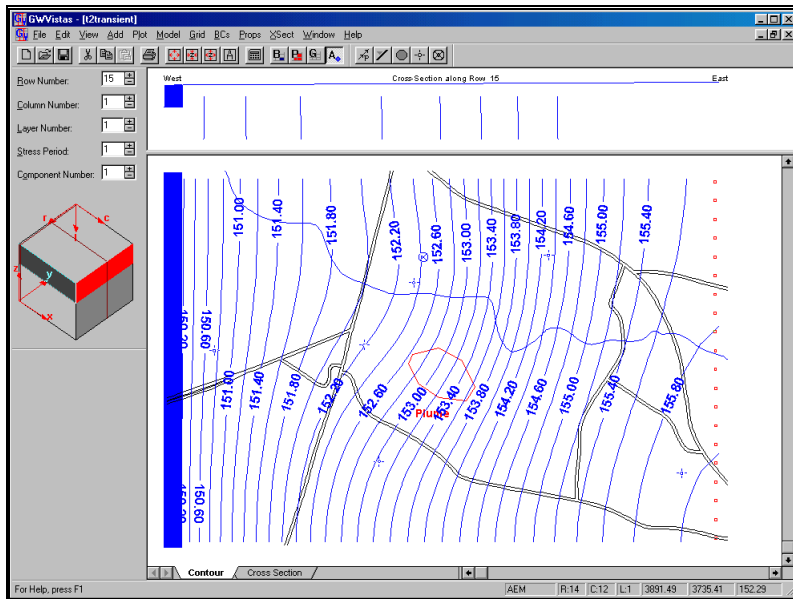 GWVistas - [t2transient]
File Edit View Add Plot Model Grid BCs Props XSect Window Help
Row Number: 15
Column Number: 1
Layer Number: 1
Stress Period: 1
Component Number: 1
r c
z y
x
West Cross-Section along Row 15 East
151.00 151.40 151.80 152.20 152.60 153.00 153.40 153.80 154.20 154.60 155.00 155.40
150.20 150.60
151.00 151.40 151.80 152.20 152.60 153.00 153.40 153.80 154.20 154.60 155.00 155.40 155.80
Plume
150.20 150.60
Contour Cross Section
For Help, press F1 AEM R:14 C:12 L:1 3891.49 3735.41 152.29